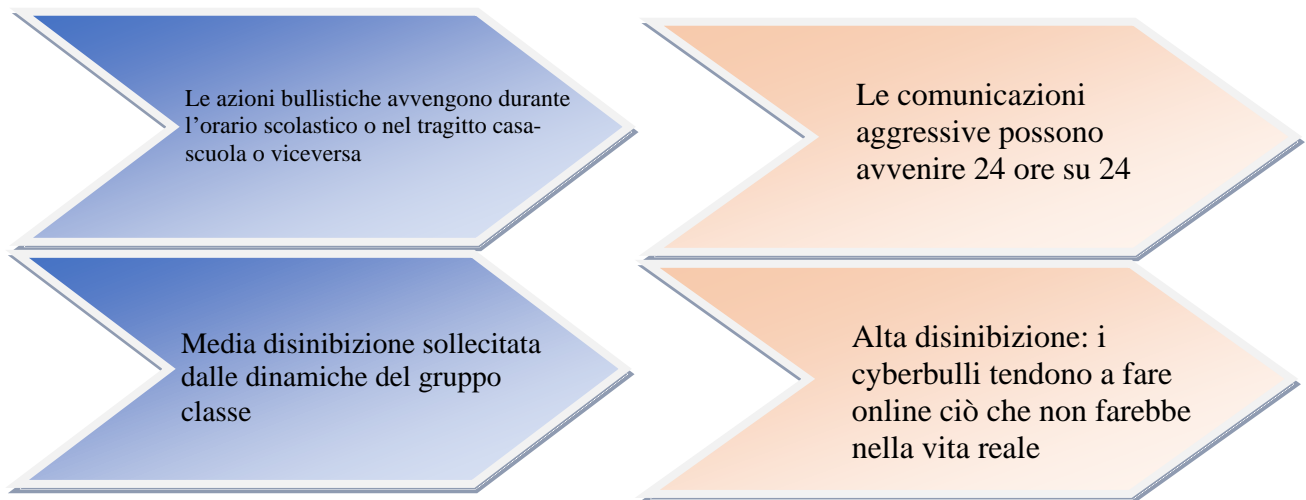 Le azioni bullistiche avvengono durante
l’orario scolastico o nel tragitto casa-
scuola o viceversa
Le comunicazioni
aggressive possono
avvenire 24 ore su 24
Media disinibizione sollecitata
dalle dinamiche del gruppo
classe
Alta disinibizione: i
cyberbulli tendono a fare
online ciò che non farebbe
nella vita reale